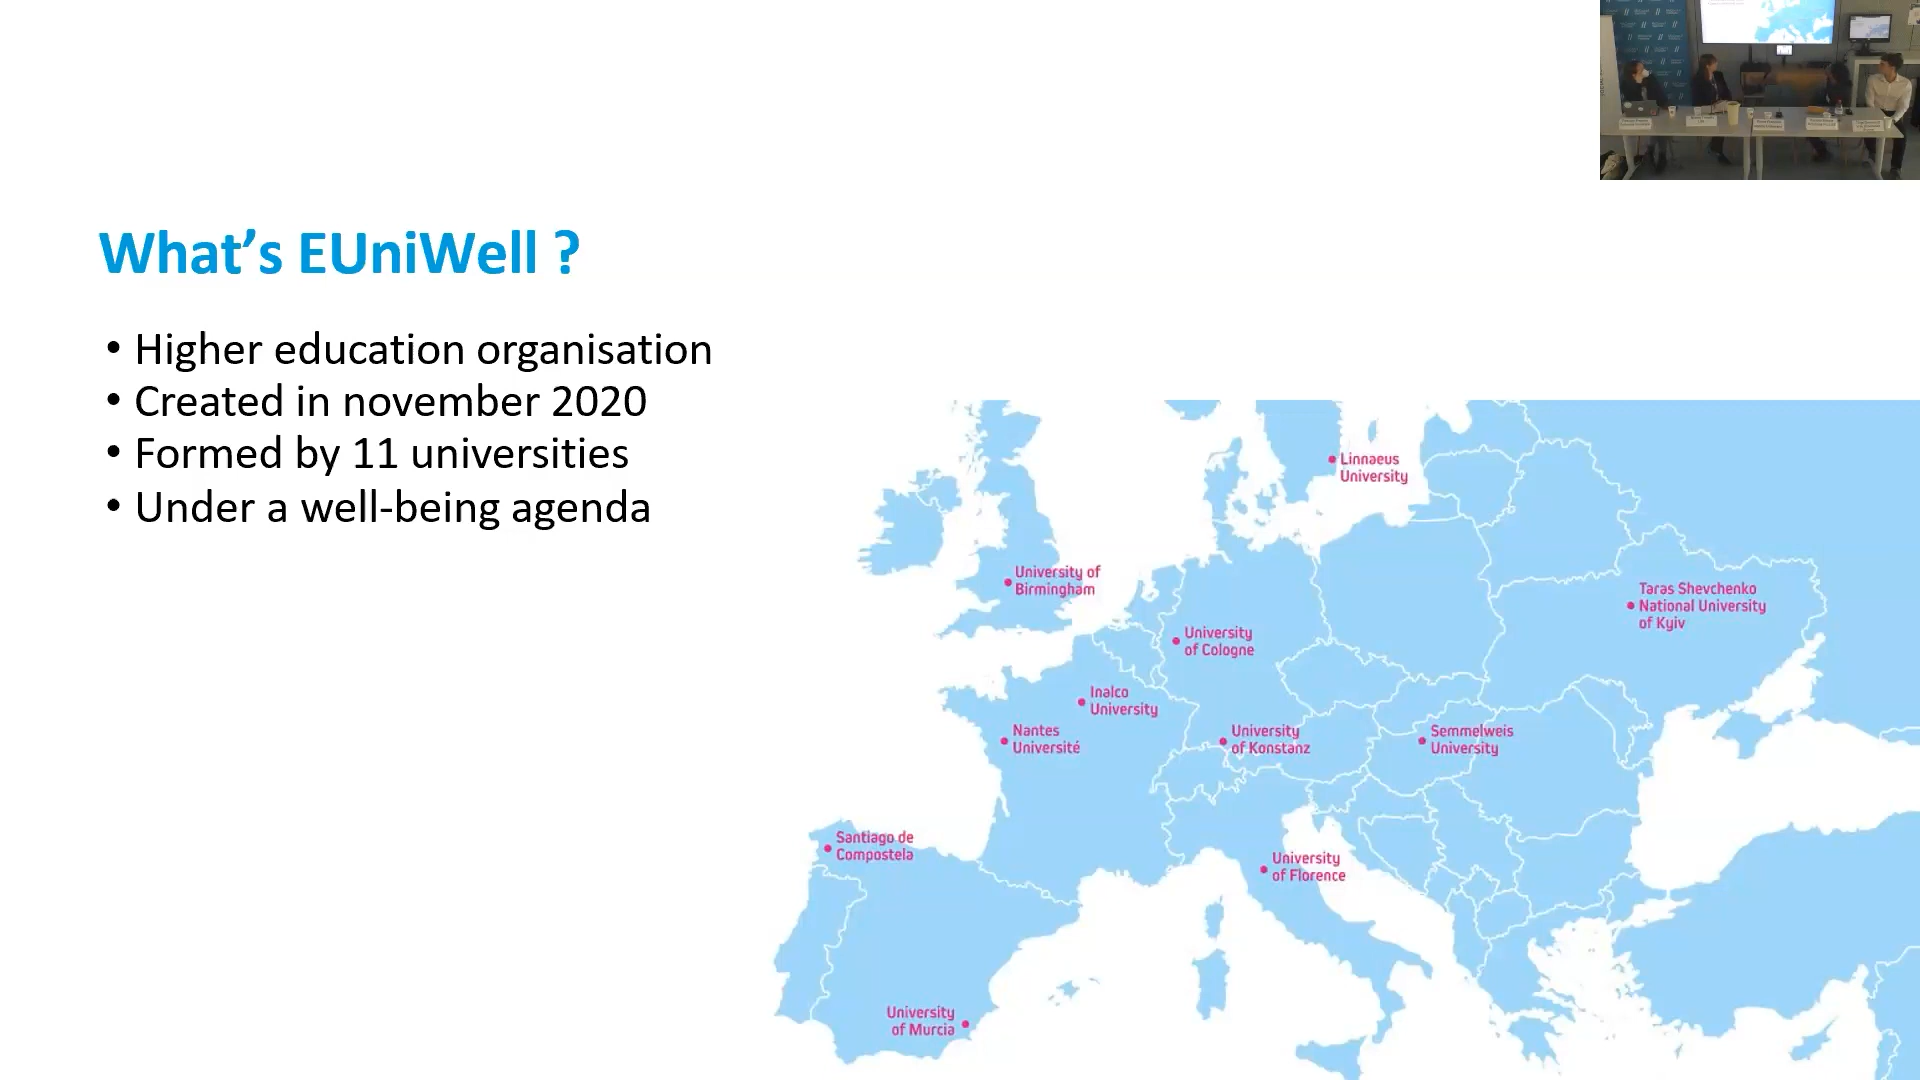 What's EUniWell ?
• Higher education organisation
• Created in november 2020
• Formed by 11 universities
• Under a well-being agenda
Linnaeus
University
University of
Birmingham
Taras Shevchenko
National University
of Kyiv
University
of Cologne
Inalco
University
Nantes
Université
University
of Konstanz
Semmelweis
University
Santiago de
Compostela
University
of Florence
University
of Murcia